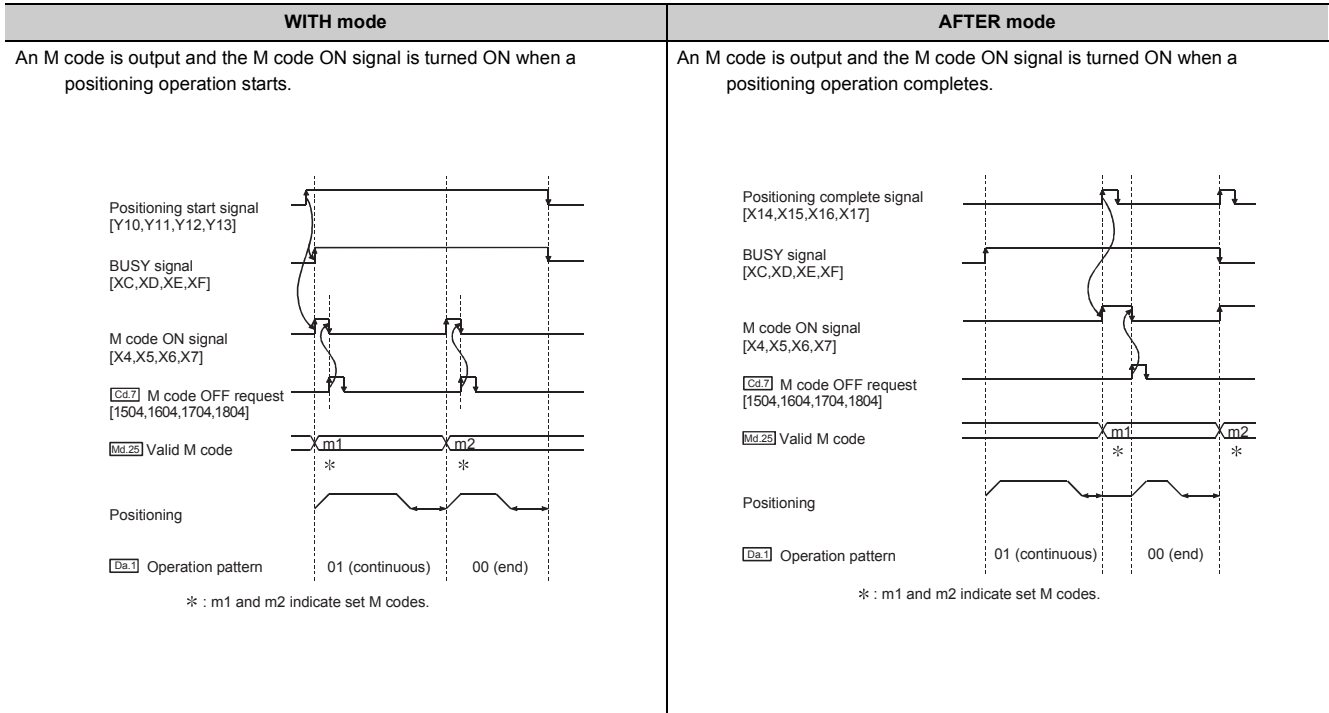 WITH mode
An M code is output and the M code ON signal is turned ON when a
positioning operation starts.
Positioning start signal
[Y10,Y11,Y12,Y13]
BUSY signal
[XC,XD,XE,XF]
M code ON signal
[X4,X5,X6,X7]
Cd.7 M code OFF request
[1504,1604,1704,1804]
Md.25 Valid M code
m1
m2
*
*
Positioning
Da.1 Operation pattern
01 (continuous)
00 (end)
* : m1 and m2 indicate set M codes.
AFTER mode
An M code is output and the M code ON signal is turned ON when a
positioning operation completes.
Positioning complete signal
[X14,X15,X16,X17]
BUSY signal
[XC,XD,XE,XF]
M code ON signal
[X4,X5,X6,X7]
Cd.7 M code OFF request
[1504,1604,1704,1804]
Md.25 Valid M code
m1
m2
*
*
Positioning
Da.1 Operation pattern
01 (continuous)
00 (end)
* : m1 and m2 indicate set M codes.